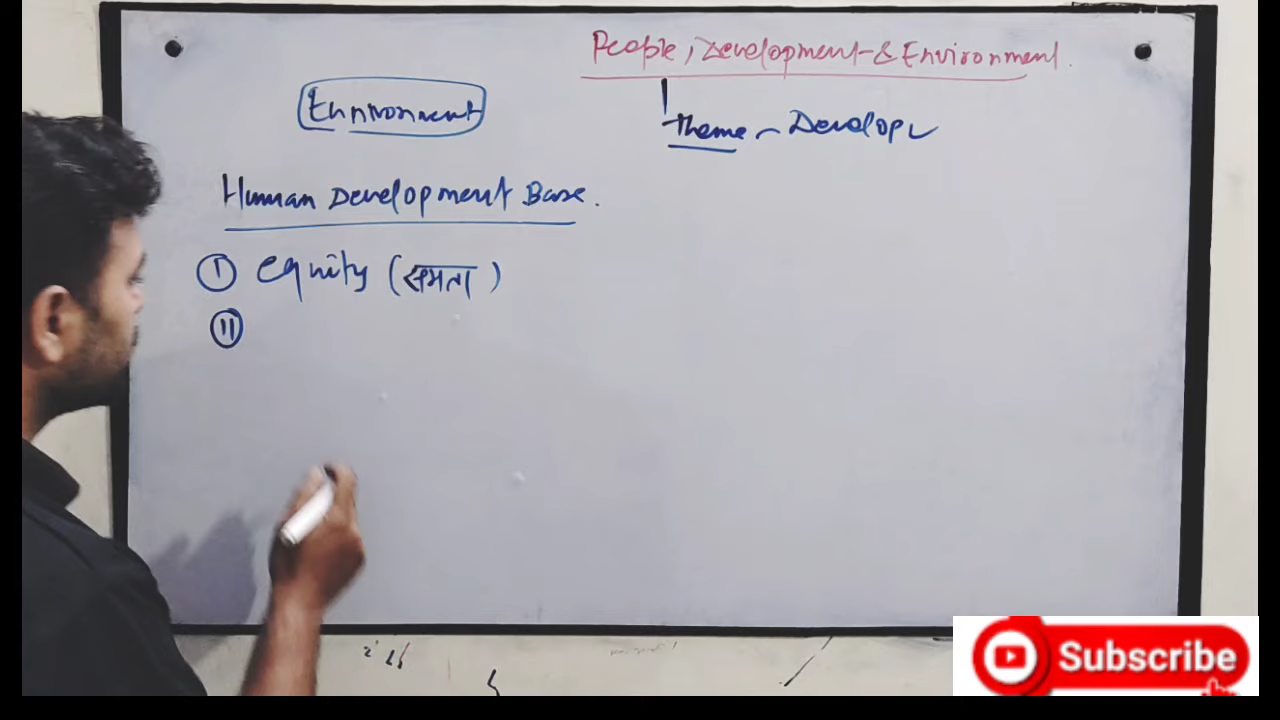 People, Development & Environment.
Environment
Theme - Develop
Human Development Base.
I equity (समता)
II
Subscribe